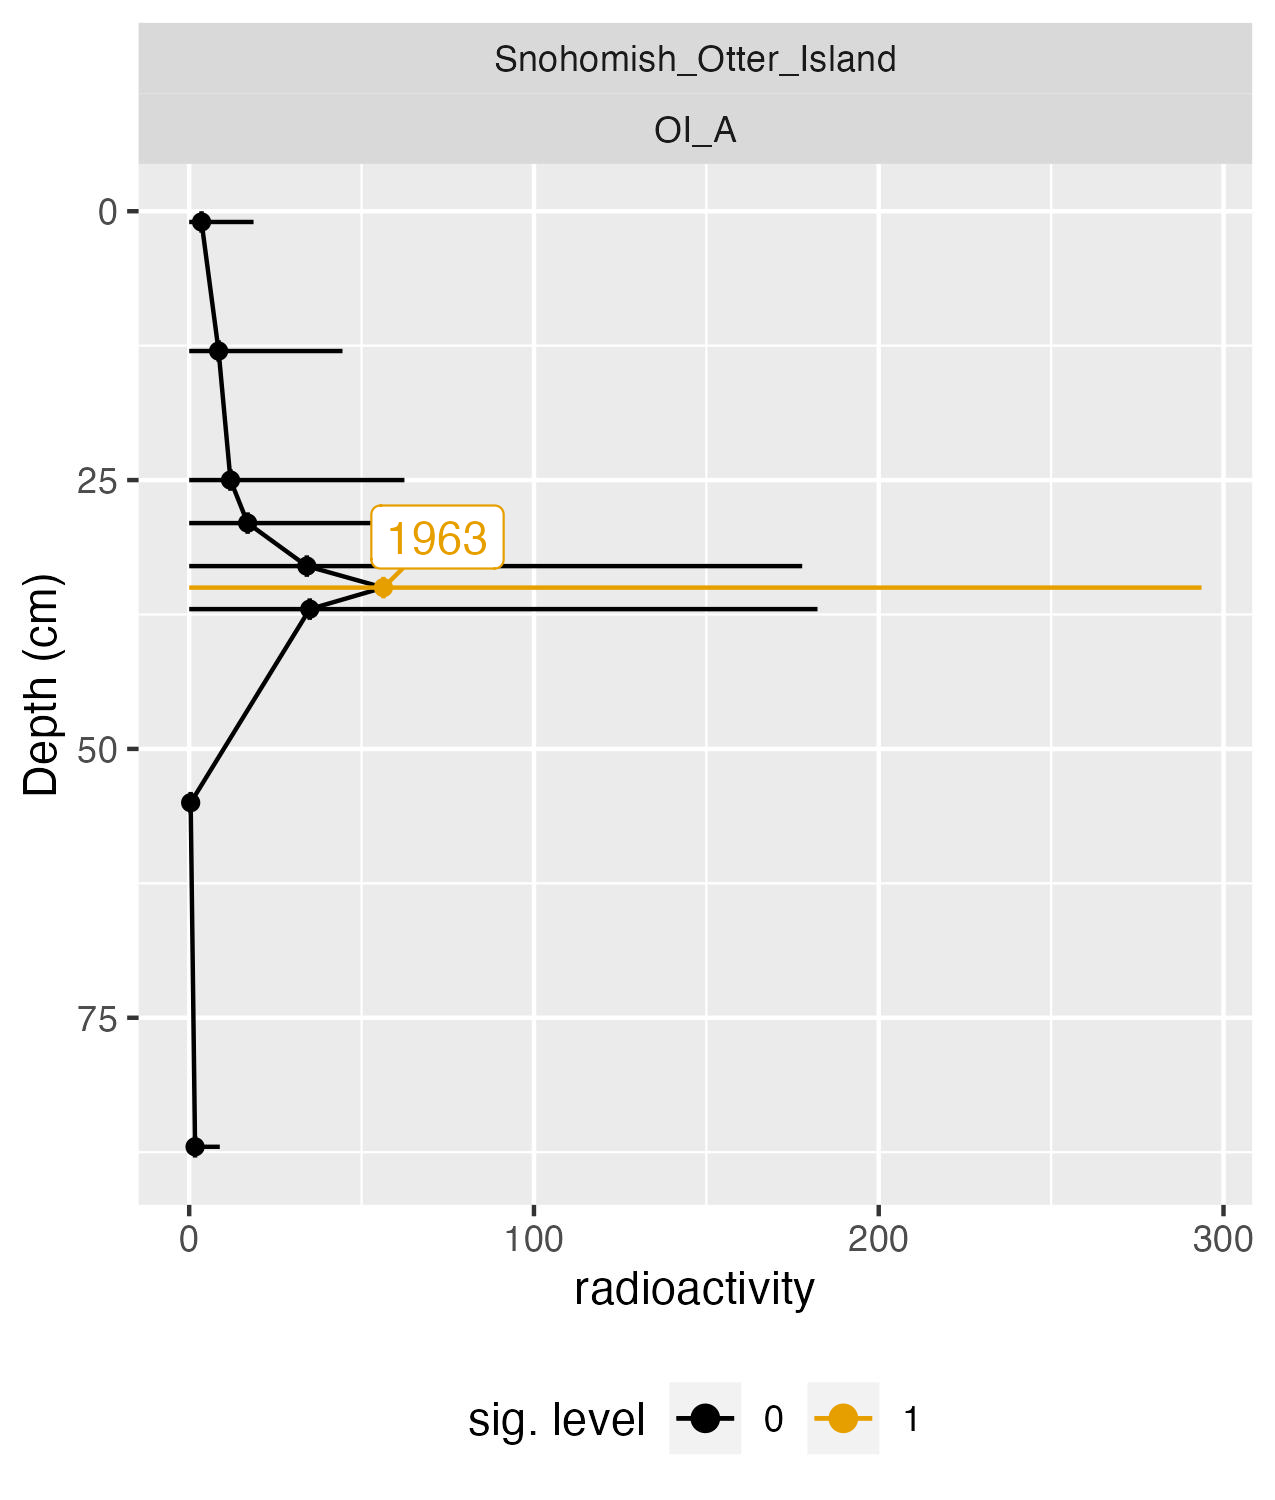 Snohomish_Otter_Island
OI_A
0
25
50
75
Depth (cm)
1963
0 100 200 300
radioactivity
sig. level 0 1